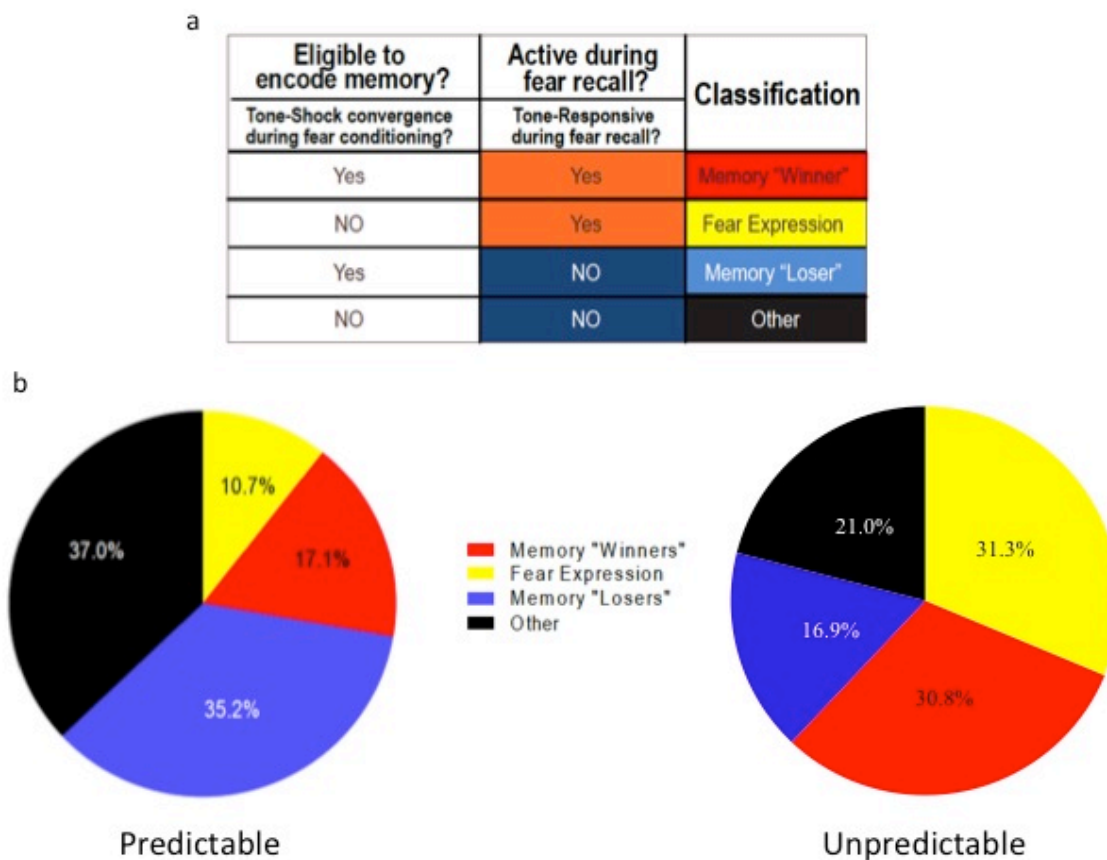 a
Eligible to
encode memory?
Active during
fear recall?
Classification
Tone-Shock convergence
during fear conditioning?
Tone-Responsive
during fear recall?
Yes
Yes
Memory "Winner"
NO
Yes
Fear Expression
Yes
NO
Memory "Loser"
NO
NO
Other
b
10.7%
17.1%
35.2%
37.0%
Memory "Winners"
Fear Expression
Memory "Losers"
Other
31.3%
30.8%
16.9%
21.0%
Predictable
Unpredictable